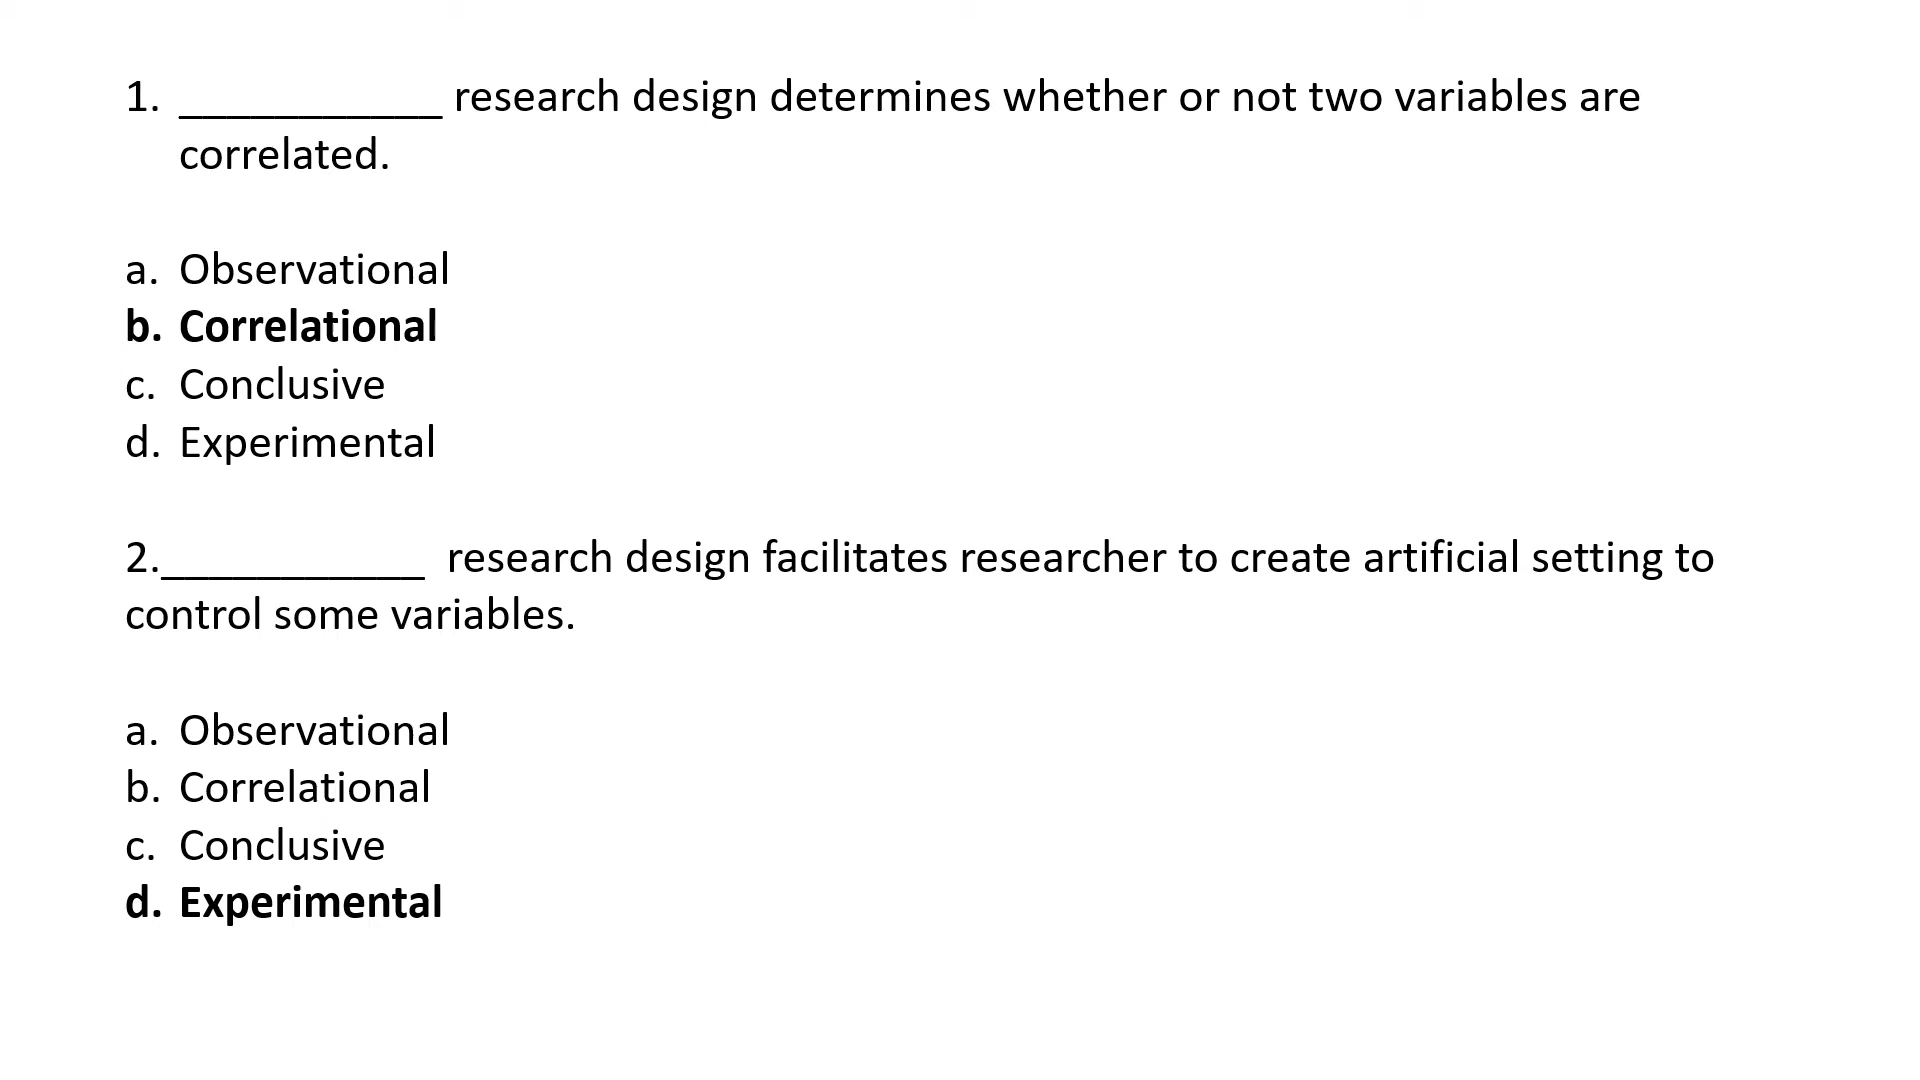 1. ___________ research design determines whether or not two variables are
correlated.
a. Observational
b. Correlational
c. Conclusive
d. Experimental
2.___________ research design facilitates researcher to create artificial setting to
control some variables.
a. Observational
b. Correlational
c. Conclusive
d. Experimental